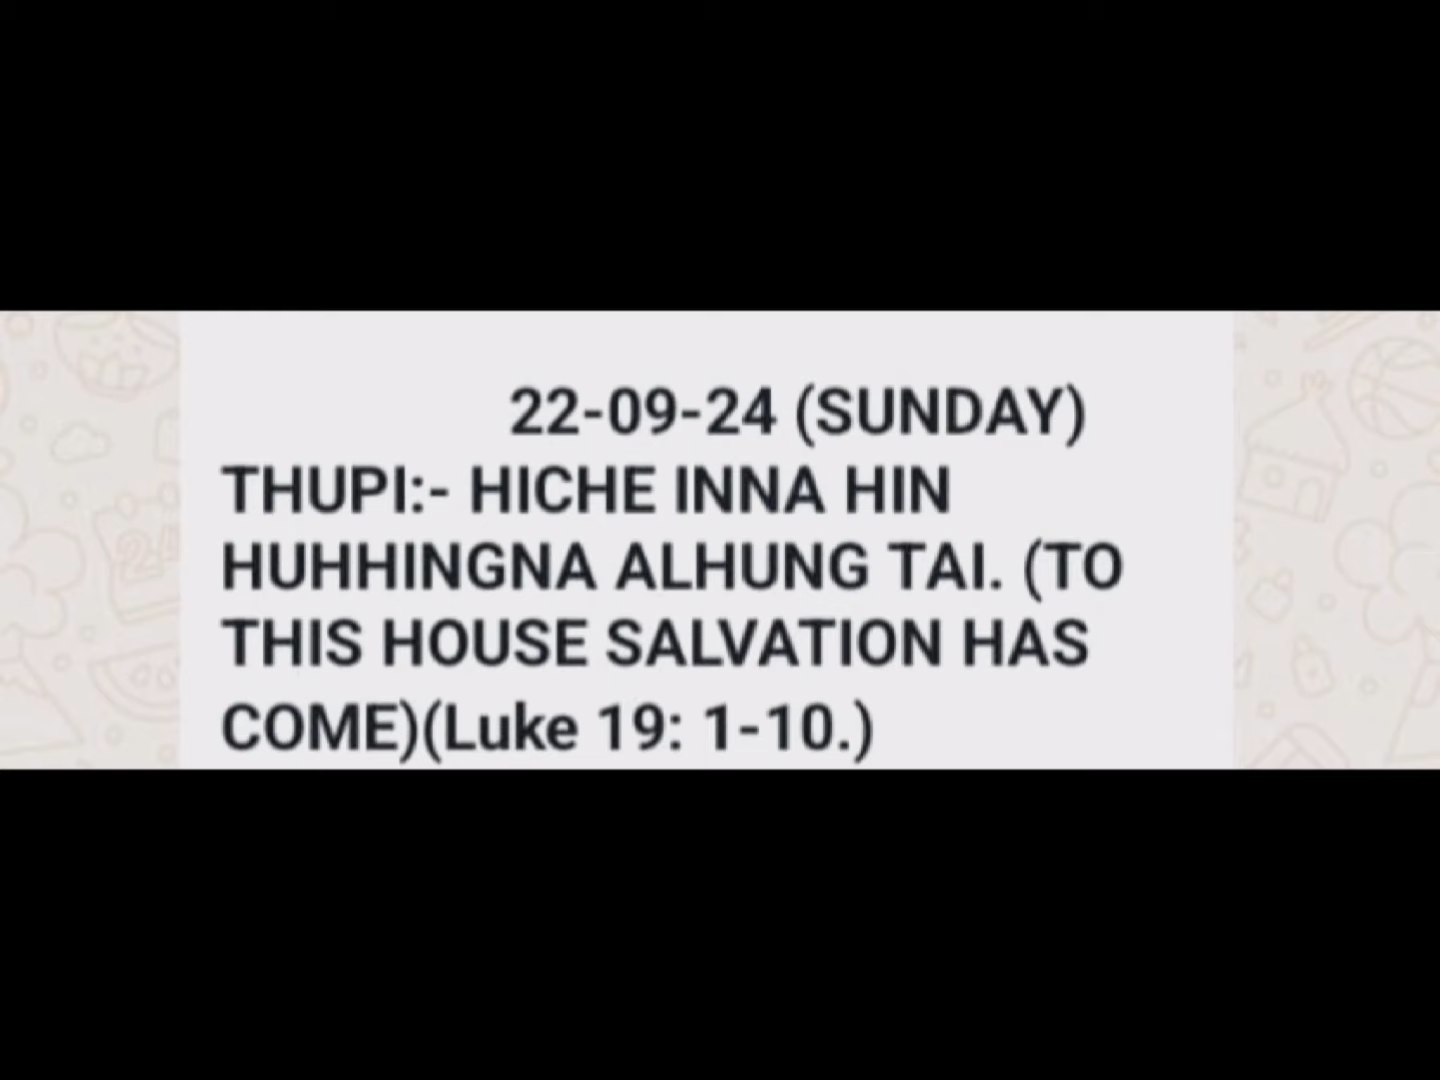 22-09-24 (SUNDAY)
THUPI:- HICHE INNA HIN
HUHHINGNA ALHUNG TAI. (TO
THIS HOUSE SALVATION HAS
COME)(Luke 19: 1-10.)